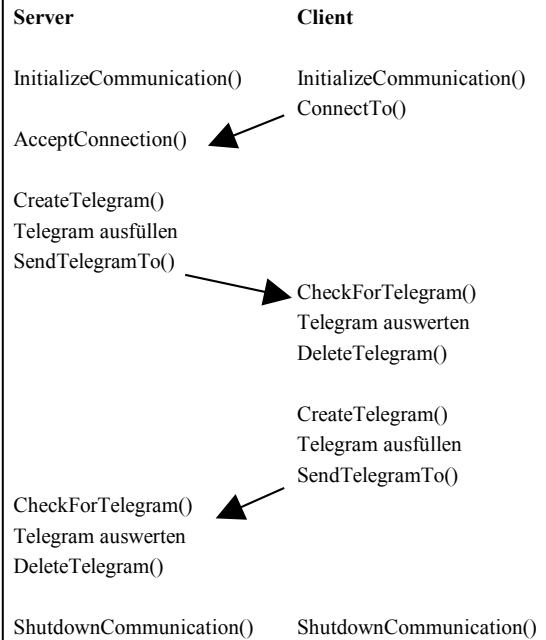 Server Client
InitializeCommunication() InitializeCommunication()
ConnectTo()
AcceptConnection()
CreateTelegram()
Telegram ausfüllen
SendTelegramTo()
CheckForTelegram()
Telegram auswerten
DeleteTelegram()
CreateTelegram()
Telegram ausfüllen
SendTelegramTo()
CheckForTelegram()
Telegram auswerten
DeleteTelegram()
ShutdownCommunication() ShutdownCommunication()